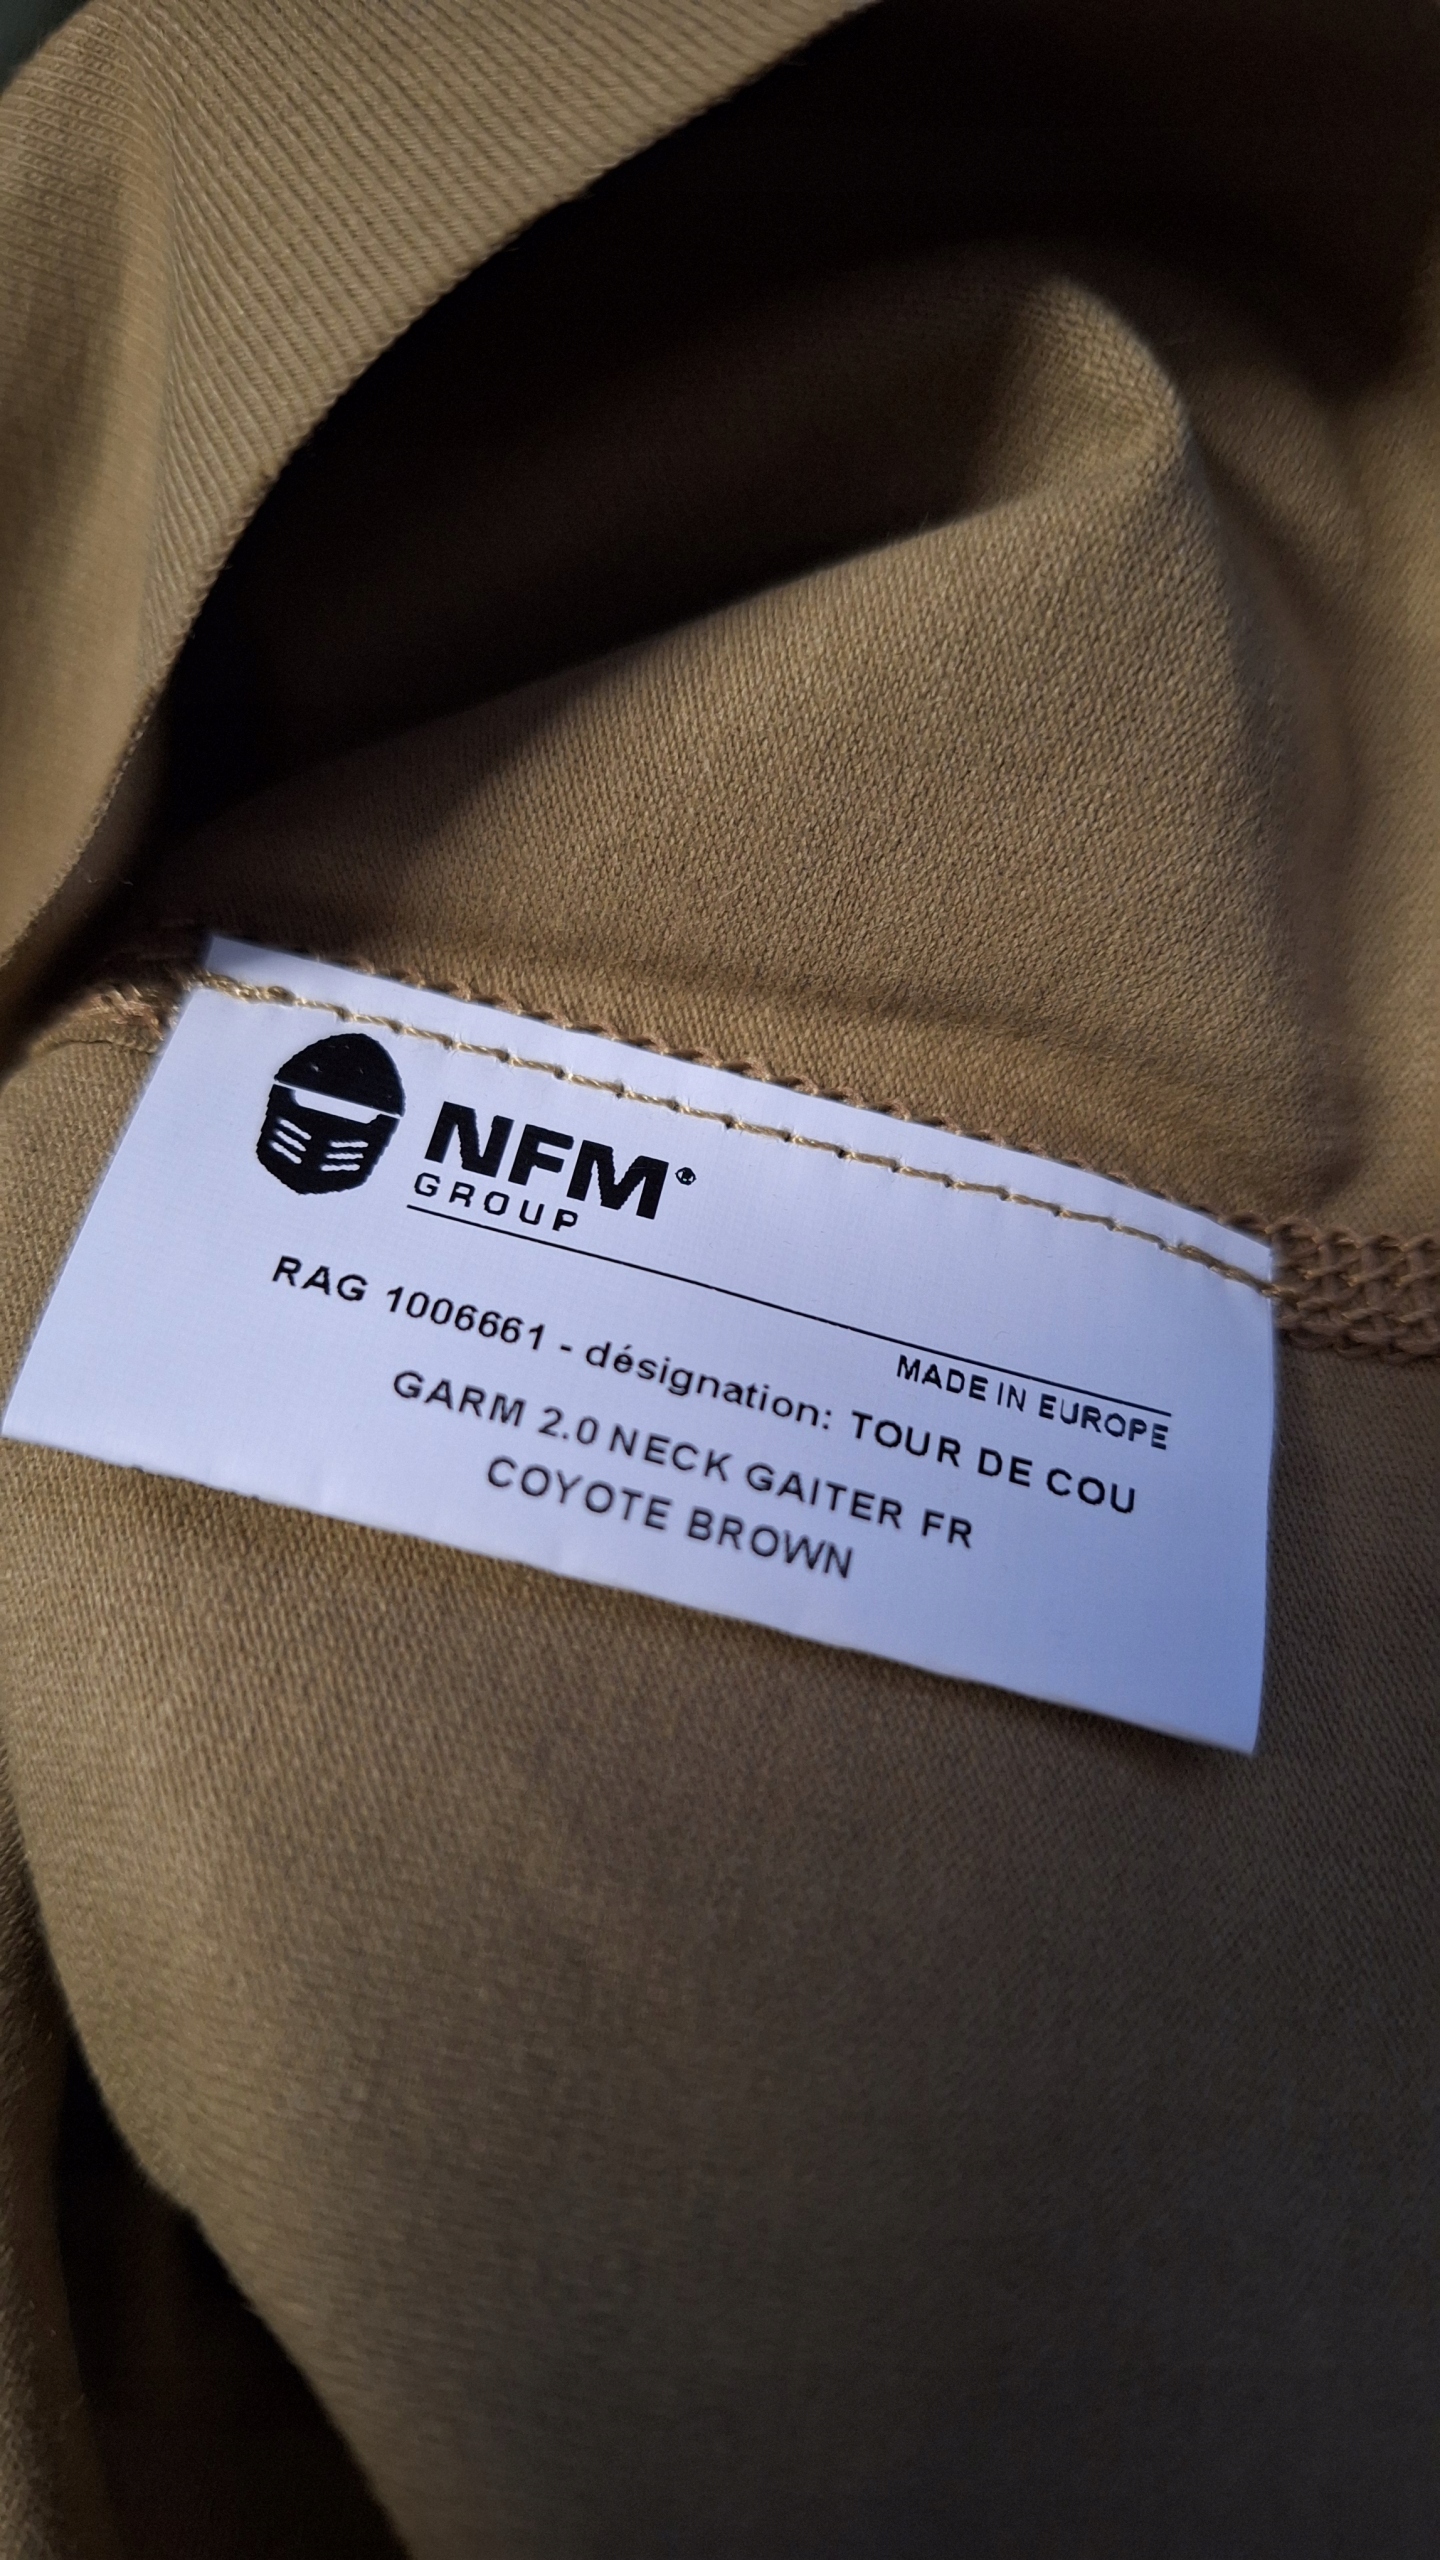 NFM®
GROUP
MADE IN EUROPE
RAG 1006661 - désignation: TOUR DE COU
GARM 2.0 NECK GAITER FR
COYOTE BROWN